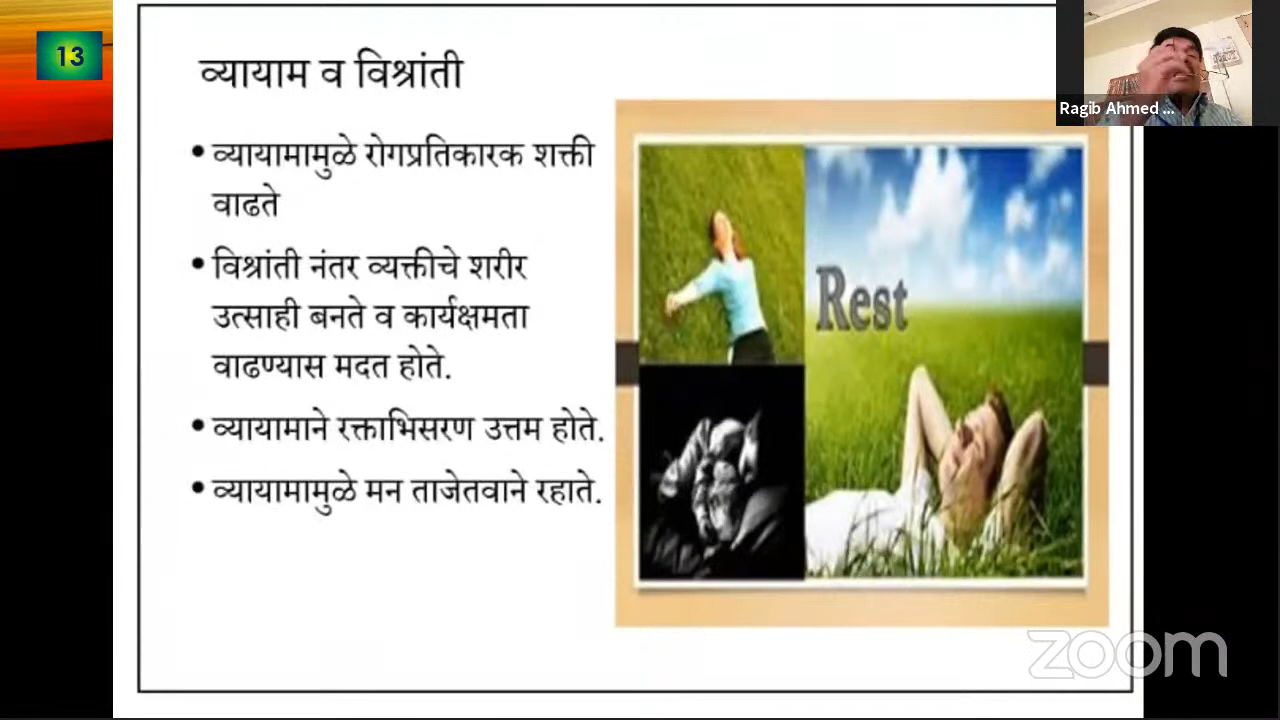 13
व्यायाम व विश्रांती
• व्यायामामुळे रोगप्रतिकारक शक्ती
वाढते
• विश्रांती नंतर व्यक्तीचे शरीर
उत्साही बनते व कार्यक्षमता
वाढण्यास मदत होते.
• व्यायामाने रक्ताभिसरण उत्तम होते.
• व्यायामामुळे मन ताजेतवाने रहाते.
Rest
Ragib Ahmed ...
zoom